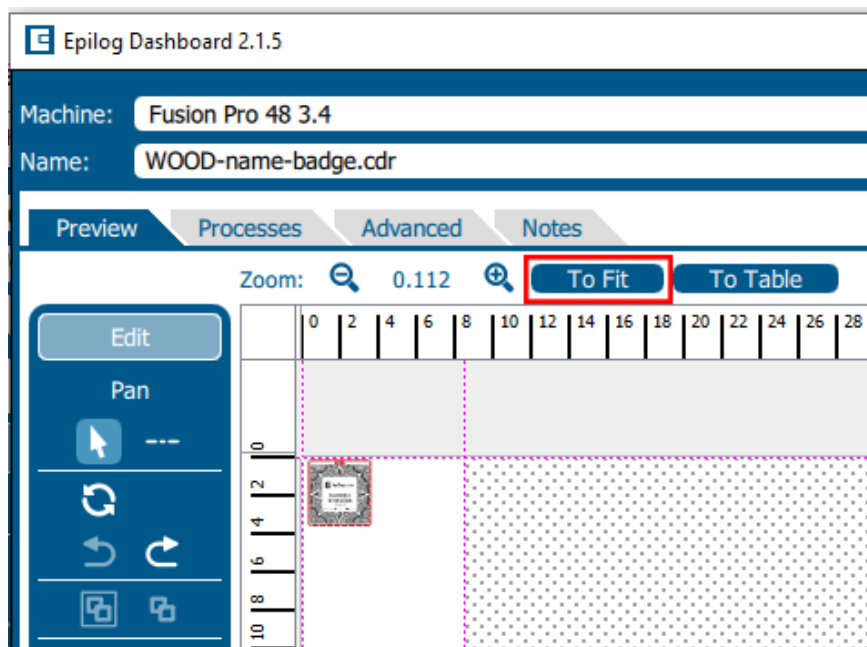 Epilog Dashboard 2.1.5
Machine: Fusion Pro 48 3.4
Name: WOOD-name-badge.cdr
Preview Processes Advanced Notes
Zoom: 0.112 To Fit To Table
0 2 4 6 8 10 12 14 16 18 20 22 24 26 28
Edit
Pan
0
2
4
6
8
10